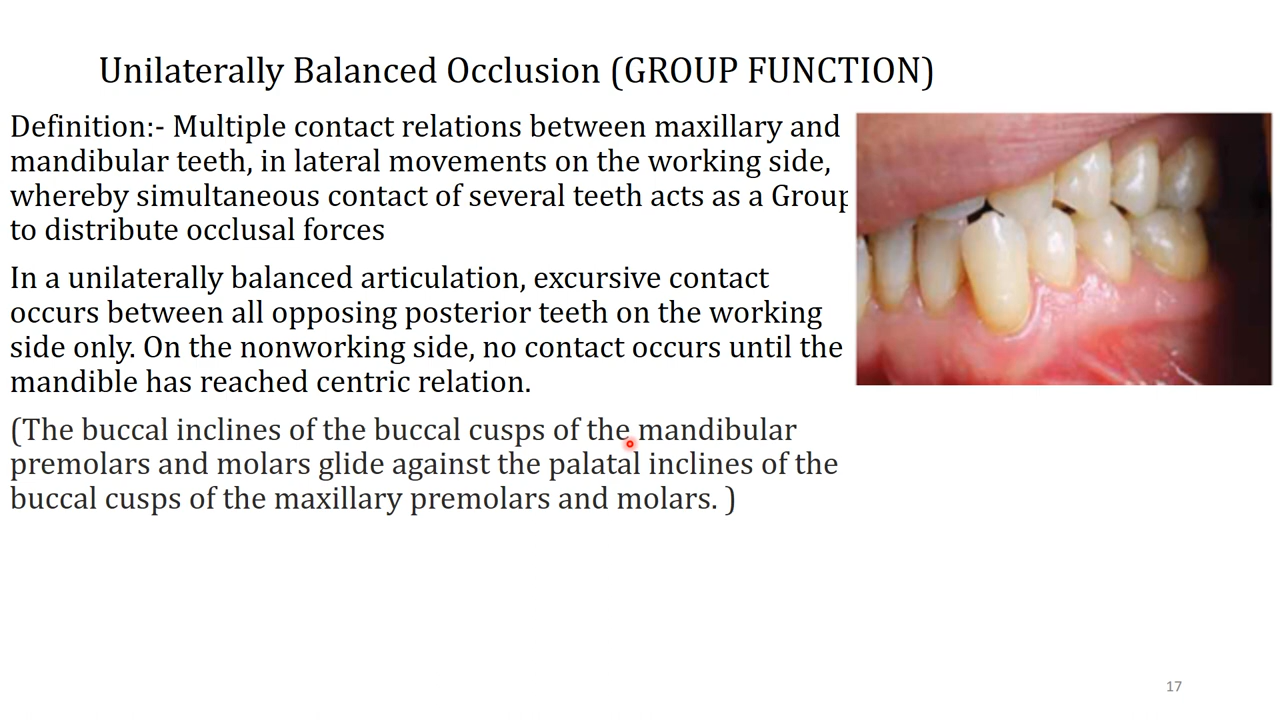 Unilaterally Balanced Occlusion (GROUP FUNCTION)
Definition:- Multiple contact relations between maxillary and
mandibular teeth, in lateral movements on the working side,
whereby simultaneous contact of several teeth acts as a Group
to distribute occlusal forces
In a unilaterally balanced articulation, excursive contact
occurs between all opposing posterior teeth on the working
side only. On the nonworking side, no contact occurs until the
mandible has reached centric relation.
(The buccal inclines of the buccal cusps of the mandibular
premolars and molars glide against the palatal inclines of the
buccal cusps of the maxillary premolars and molars. )
17